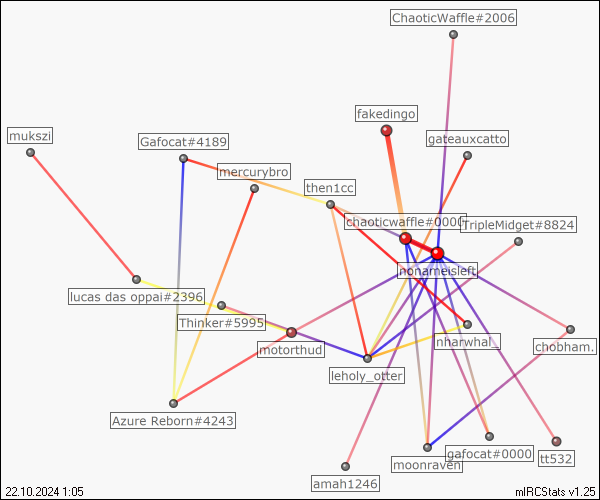 ChaoticWaffle#2006
fakedingo
mukszi
Gafocat#4189
gateauxcatto
mercurybro
then1cc
chaoticwaffle#0000
TripleMidget#8824
nonameisleft
lucas das oppai#2396
Thinker#5995
motorthud
nharwhal_
chobham.
leholy_otter
Azure Reborn#4243
gafocat#0000
tt532
moonraven
amah1246
22.10.2024 1:05
mIRCStats v1.25